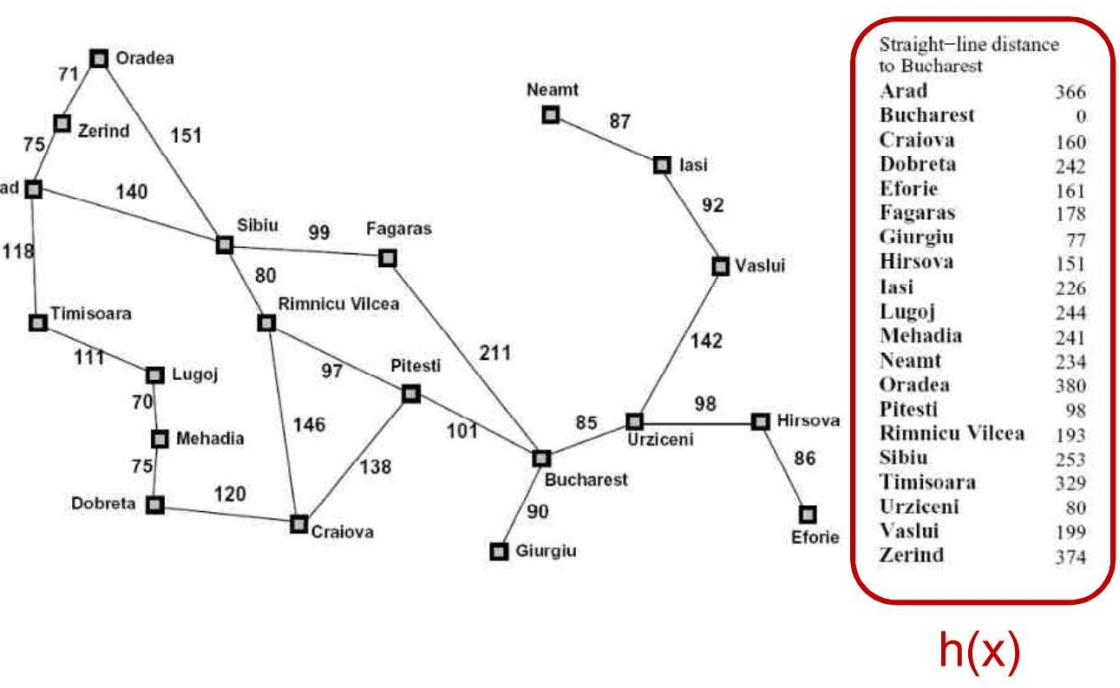 Oradea
71
Neamt
87
Zerind
151
75
Iasi
ad
140
92
Sibiu
Fagaras
99
118
Vaslui
80
Timisoara
Rimnicu Vilcea
142
111
211
Lugoj
97
Pitesti
70
98
Hirsova
146
85
Mehadia
101
Urziceni
138
86
75
Bucharest
Dobreta
120
90
Craiova
Eforie
Giurgiu
Straight−line distance
to Bucharest
Arad 366
Bucharest 0
Craiova 160
Dobreta 242
Eforie 161
Fagaras 178
Giurgiu 77
Hirsova 151
Iasi 226
Lugoj 244
Mehadia 241
Neamt 234
Oradea 380
Pitesti 98
Rimnicu Vilcea 193
Sibiu 253
Timisoara 329
Urziceni 80
Vaslui 199
Zerind 374
h(x)